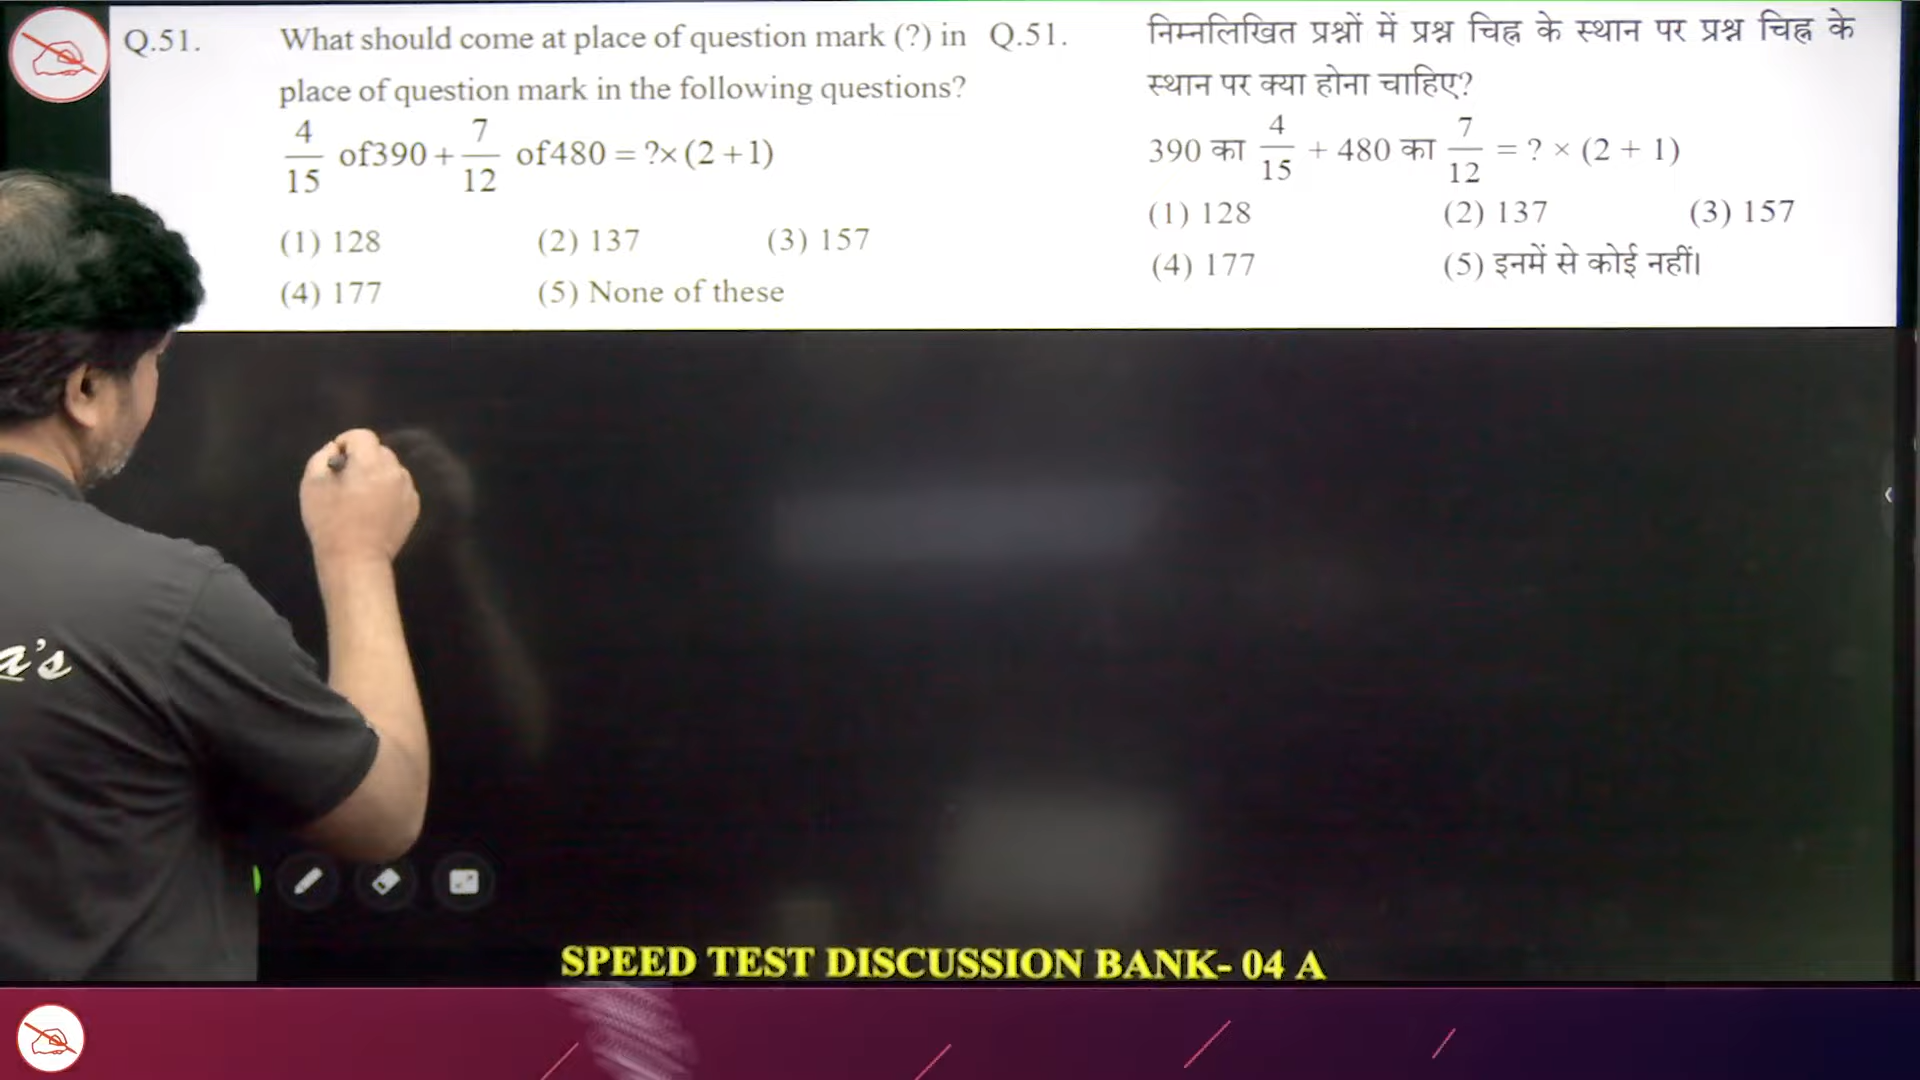 Q.51. What should come at place of question mark (?) in
place of question mark in the following questions?
4/15 of390 + 7/12 of480 = ?× (2 + 1)
(1) 128 (2) 137 (3) 157
(4) 177 (5) None of these
Q.51. निम्नलिखित प्रश्नों में प्रश्न चिह्न के स्थान पर प्रश्न चिह्न के
स्थान पर क्या होना चाहिए?
390 का 4/15 + 480 का 7/12 = ? × (2 + 1)
(1) 128 (2) 137 (3) 157
(4) 177 (5) इनमें से कोई नहीं।
a's
SPEED TEST DISCUSSION BANK- 04 A